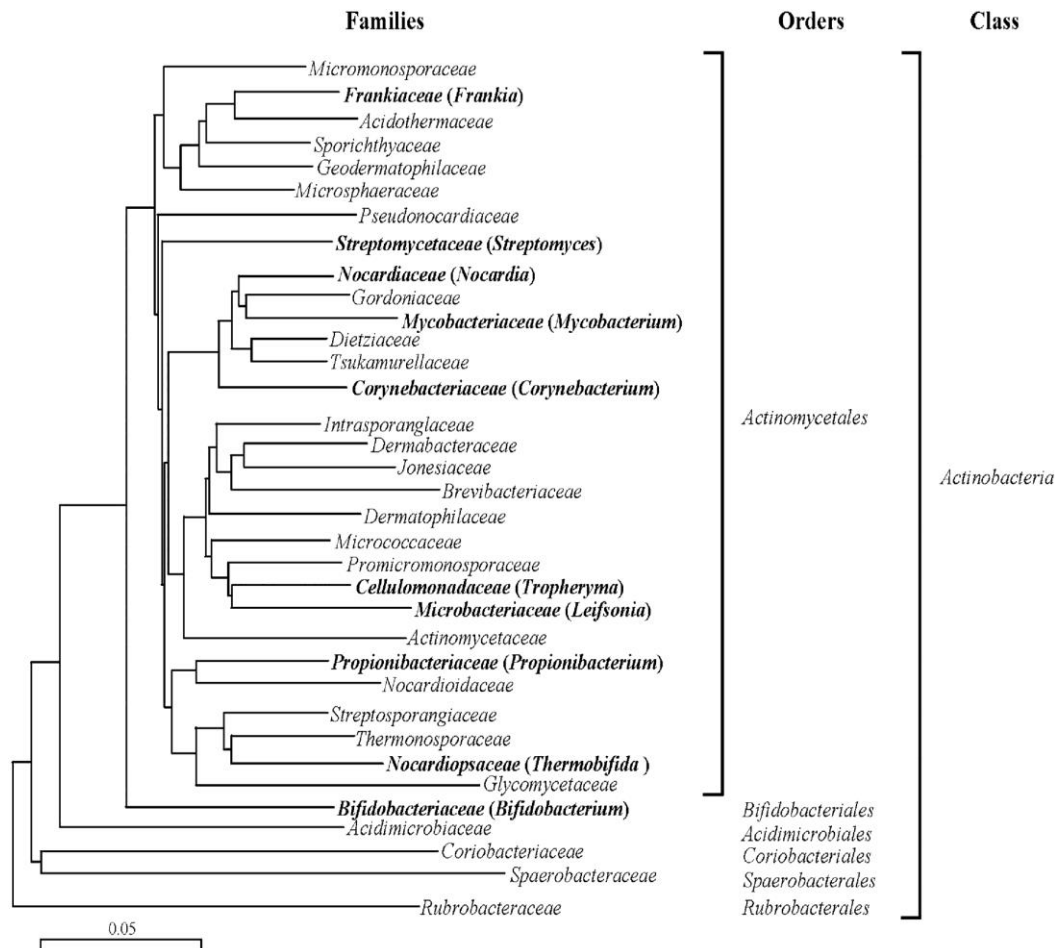 Families Orders Class
Micromonosporaceae
Frankiaceae (Frankia)
Acidothermaceae
Sporichthyaceae
Geodermatophilaceae
Microsphaeraceae
Pseudonocardiaceae
Streptomycetaceae (Streptomyces)
Nocardiaceae (Nocardia)
Gordoniaceae
Mycobacteriaceae (Mycobacterium)
Dietziaceae
Tsukamurellaceae
Corynebacteriaceae (Corynebacterium)
Actinomycetales
Intrasporanglaceae
Dermabacteraceae
Jonesiaceae
Actinobacteria
Brevibacteriaceae
Dermatophilaceae
Micrococcaceae
Promicromonosporaceae
Cellulomonadaceae (Tropheryma)
Microbacteriaceae (Leifsonia)
Actinomycetaceae
Propionibacteriaceae (Propionibacterium)
Nocardioidaceae
Streptosporangiaceae
Thermonosporaceae
Nocardiopsaceae (Thermobifida )
Glycomycetaceae
Bifidobacteriaceae (Bifidobacterium) Bifidobacteriales
Acidimicrobiaceae Acidimicrobiales
Coriobacteriaceae Coriobacteriales
Spaerobacteraceae Spaerobacterales
Rubrobacteraceae Rubrobacterales
0.05